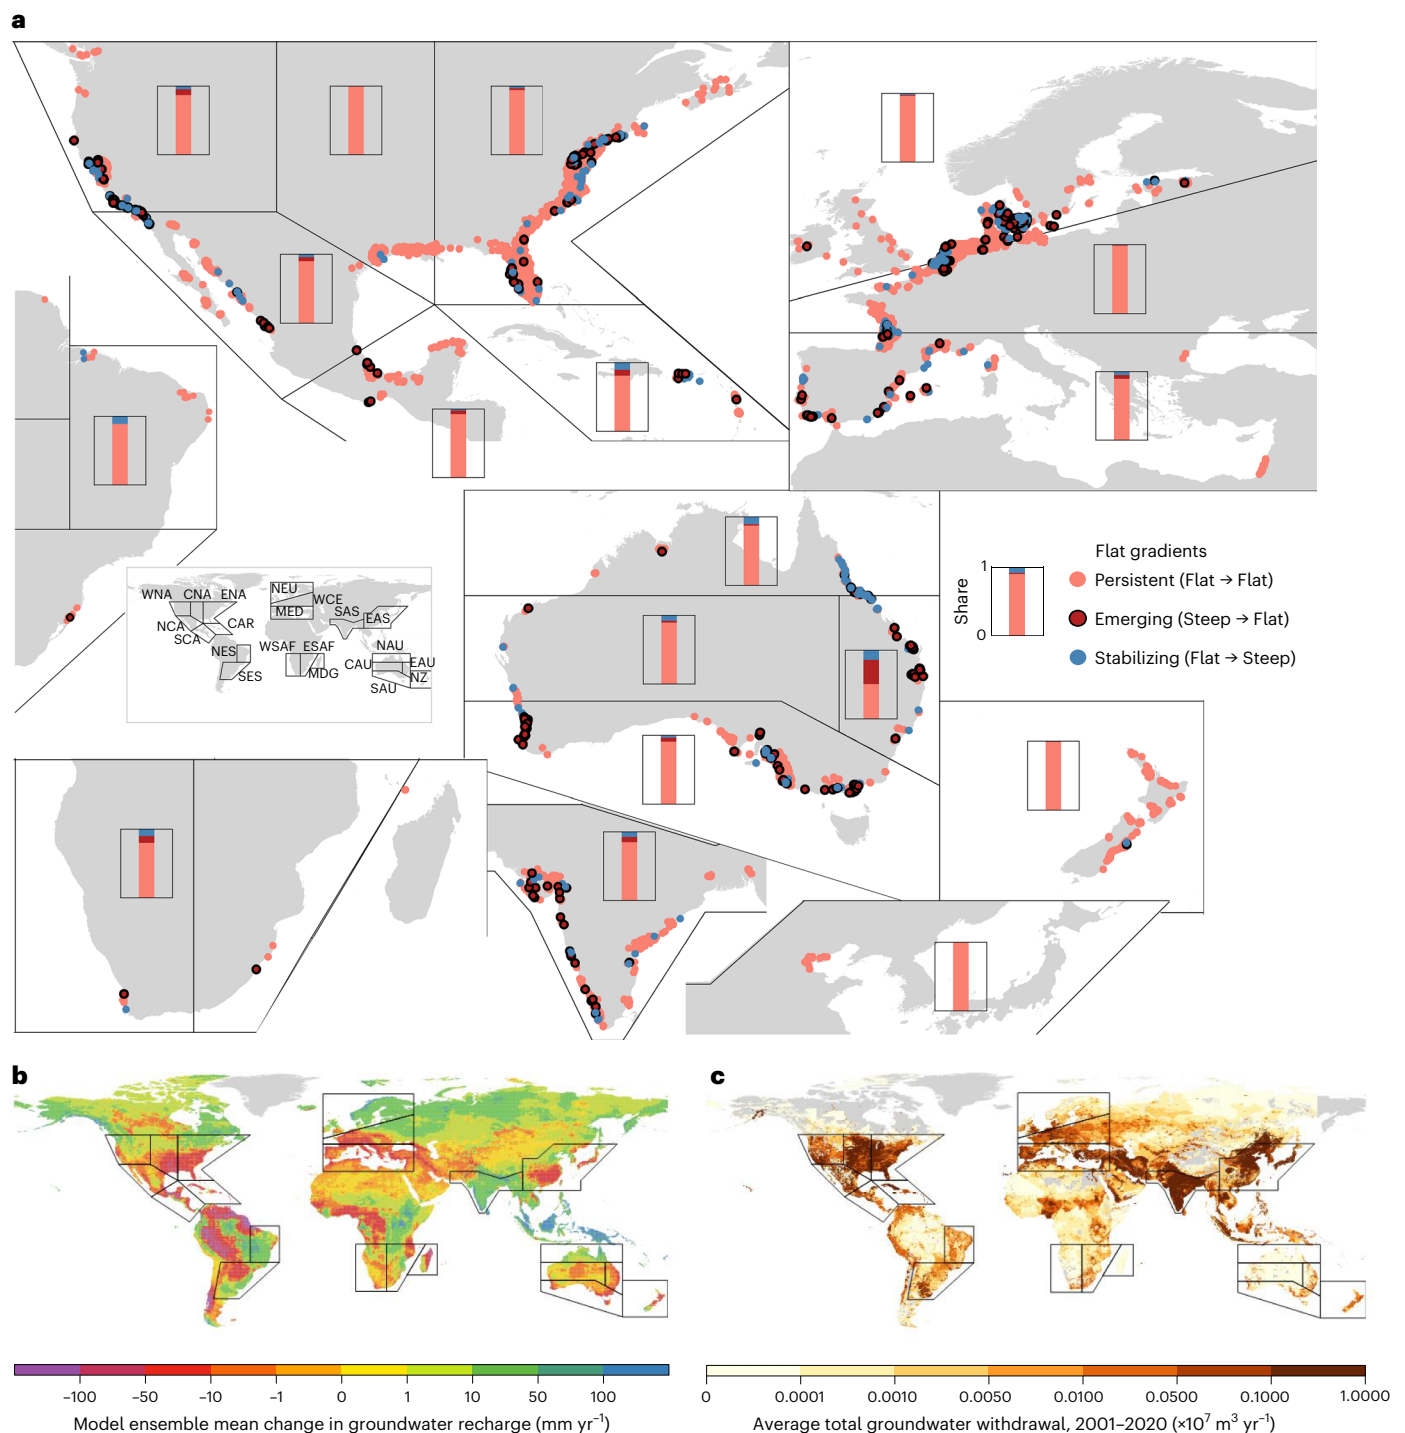 a
1
Share
0
Flat gradients
Persistent (Flat → Flat)
Emerging (Steep → Flat)
Stabilizing (Flat → Steep)
WNA CNA ENA
NCA
SCA
CAR
NES
SES
NEU
WCE
MED
SAS
EAS
WSAF ESAF
MDG
NAU
CAU
EAU
NZ
SAU
b
–100 –50 –10 –1 0 1 10 50 100
Model ensemble mean change in groundwater recharge (mm yr⁻¹)
c
0 0.0001 0.0010 0.0050 0.0100 0.0500 0.1000 1.0000
Average total groundwater withdrawal, 2001–2020 (×10⁷ m³ yr⁻¹)